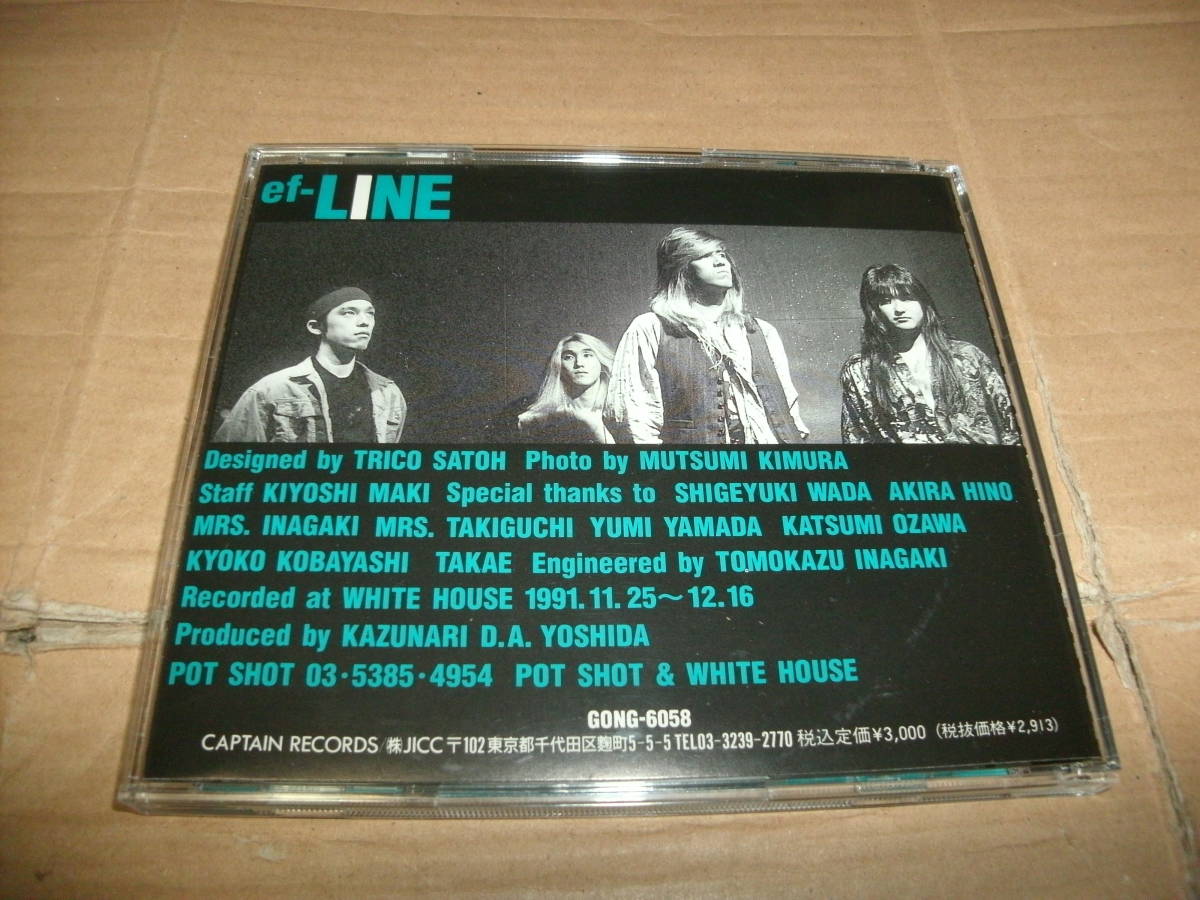 ef-LINE
Designed by TRICO SATOH Photo by MUTSUMI KIMURA
Staff KIYOSHI MAKI Special thanks to SHIGEYUKI WADA AKIRA HINO
MRS. INAGAKI MRS. TAKIGUCHI YUMI YAMADA KATSUMI OZAWA
KYOKO KOBAYASHI TAKAE Engineered by TOMOKAZU INAGAKI
Recorded at WHITE HOUSE 1991.11.25〜12.16
Produced by KAZUNARI D.A. YOSHIDA
POT SHOT 03・5385・4954 POT SHOT & WHITE HOUSE
GONG-6058
CAPTAIN RECORDS/㈱JICC 〒102 東京都千代田区麹町5-5-5 TEL03-3239-2770 税込定価¥3,000 (税抜価格¥2,913)